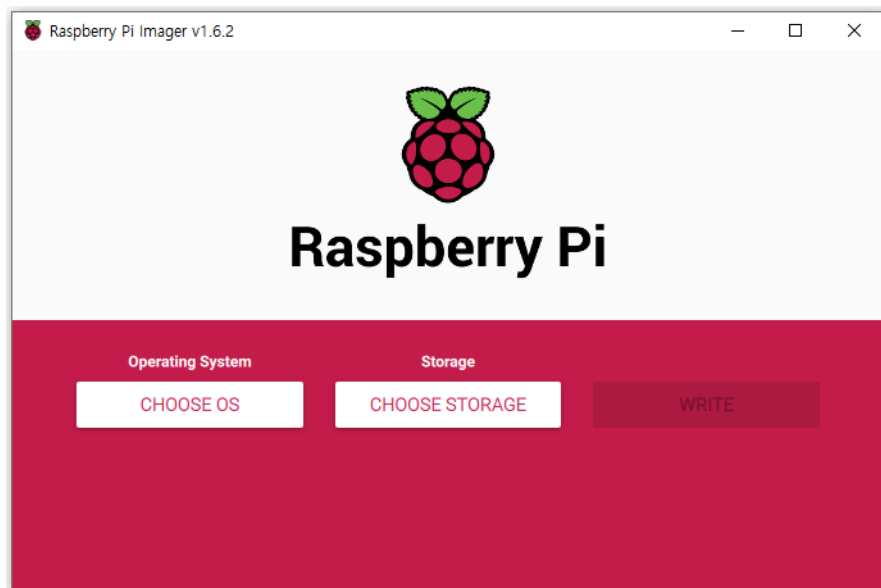 Raspberry Pi Imager v1.6.2
Raspberry Pi
Operating System
Storage
CHOOSE OS
CHOOSE STORAGE
WRITE